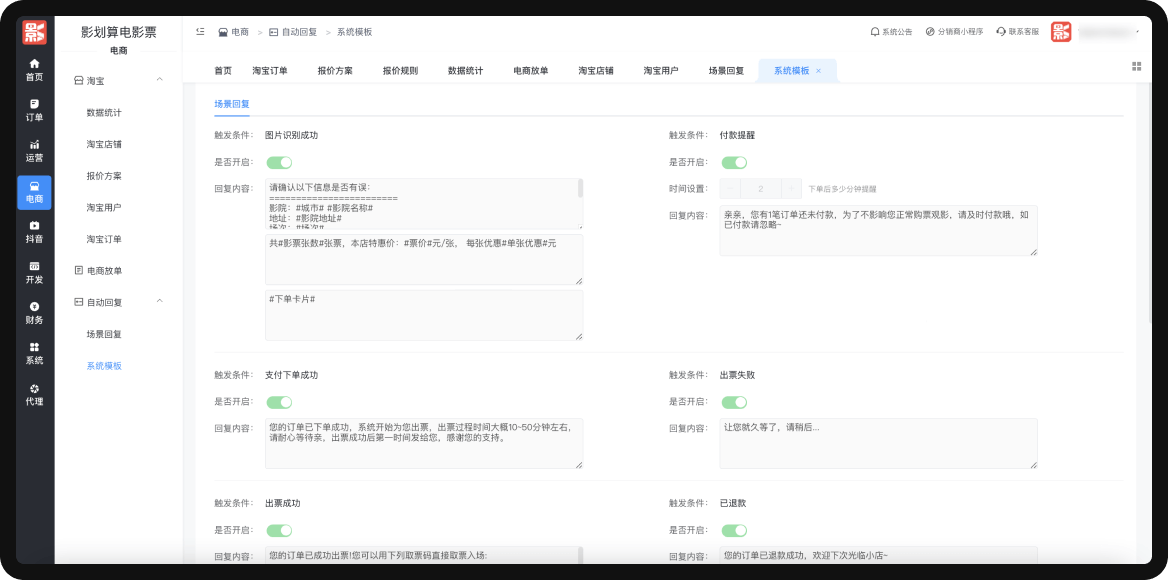 影
首页
订单
运营
电商
抖音
开发
财务
系统
代理
影划算电影票
电商
淘宝
数据统计
淘宝店铺
报价方案
淘宝用户
淘宝订单
电商放单
自动回复
场景回复
系统模板
电商 > 自动回复 > 系统模板
系统公告 分销商小程序 联系客服 影
首页 淘宝订单 报价方案 报价规则 数据统计 电商放单 淘宝店铺 淘宝用户 场景回复 系统模板 ×
场景回复
触发条件： 图片识别成功
是否开启：
回复内容： 请确认以下信息是否有误：
========================
影院：#城市# #影院名称#
地址：#影院地址#
场次：#场次#
共#影票张数#张票，本店特惠价：#票价#元/张， 每张优惠#单张优惠#元
#下单卡片#
触发条件： 付款提醒
是否开启：
时间设置： - 2 + 下单后多少分钟提醒
回复内容： 亲亲，您有1笔订单还未付款，为了不影响您正常购票观影，请及时付款哦，如
已付款请忽略~
触发条件： 支付下单成功
是否开启：
回复内容： 您的订单已下单成功，系统开始为您出票，出票过程时间大概10~50分钟左右，
请耐心等待亲，出票成功后第一时间发给您，感谢您的支持。
触发条件： 出票失败
是否开启：
回复内容： 让您就久等了，请稍后...
触发条件： 出票成功
是否开启：
回复内容： 您的订单已成功出票!您可以用下列取票码直接取票入场:
触发条件： 已退款
是否开启：
回复内容： 您的订单已退款成功，欢迎下次光临小店~